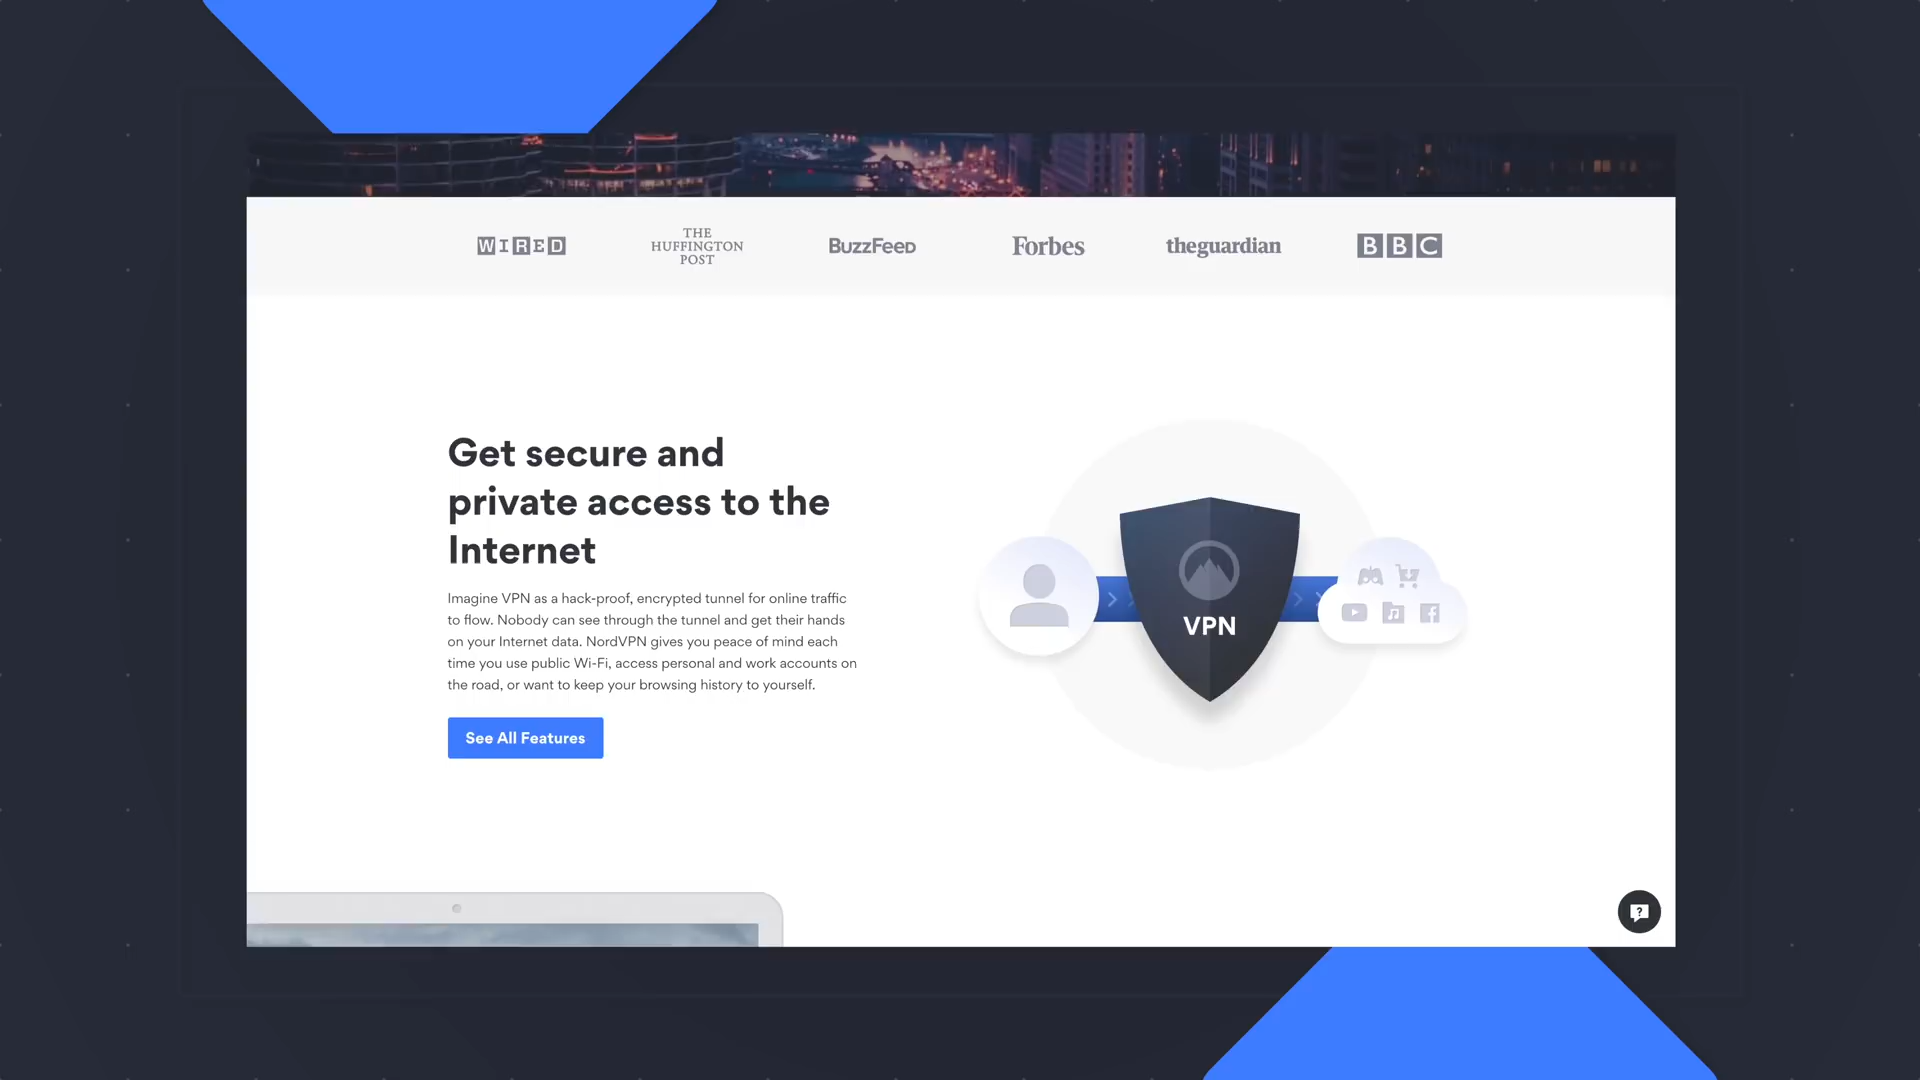 WIRED
THE
HUFFINGTON
POST
BuzzFeed
Forbes
theguardian
BBC
Get secure and
private access to the
Internet
Imagine VPN as a hack-proof, encrypted tunnel for online traffic
to flow. Nobody can see through the tunnel and get their hands
on your Internet data. NordVPN gives you peace of mind each
time you use public Wi-Fi, access personal and work accounts on
the road, or want to keep your browsing history to yourself.
See All Features
VPN